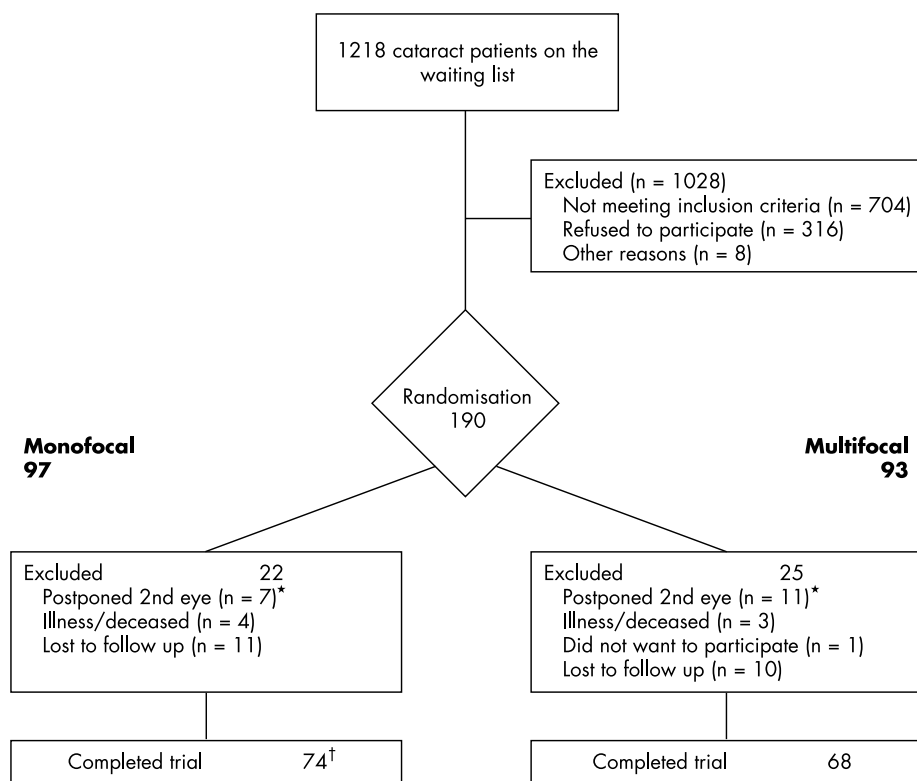 1218 cataract patients on the
waiting list
Excluded (n = 1028)
Not meeting inclusion criteria (n = 704)
Refused to participate (n = 316)
Other reasons (n = 8)
Randomisation
190
Monofocal
97
Multifocal
93
Excluded 22
Postponed 2nd eye (n = 7)★
Illness/deceased (n = 4)
Lost to follow up (n = 11)
Excluded 25
Postponed 2nd eye (n = 11)★
Illness/deceased (n = 3)
Did not want to participate (n = 1)
Lost to follow up (n = 10)
Completed trial 74†
Completed trial 68